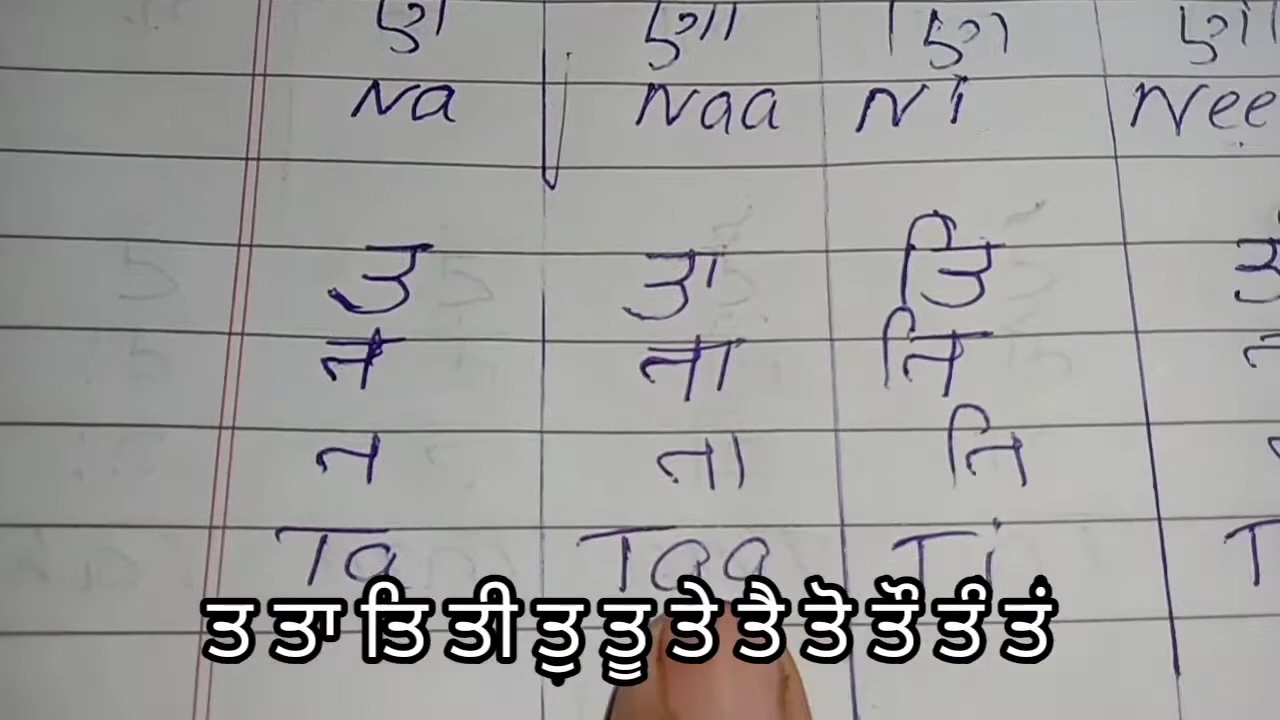 ણ ણા ણિ ણી
Na Naa Ni Nee
ਤ ਤਾ ਤਿ
त ता ति
ત તા તિ
Ta Taa Ti T
ਤ ਤਾ ਤਿ ਤੀ ਤੁ ਤੂ ਤੇ ਤੈ ਤੋ ਤੌ ਤੰ ਤਂ